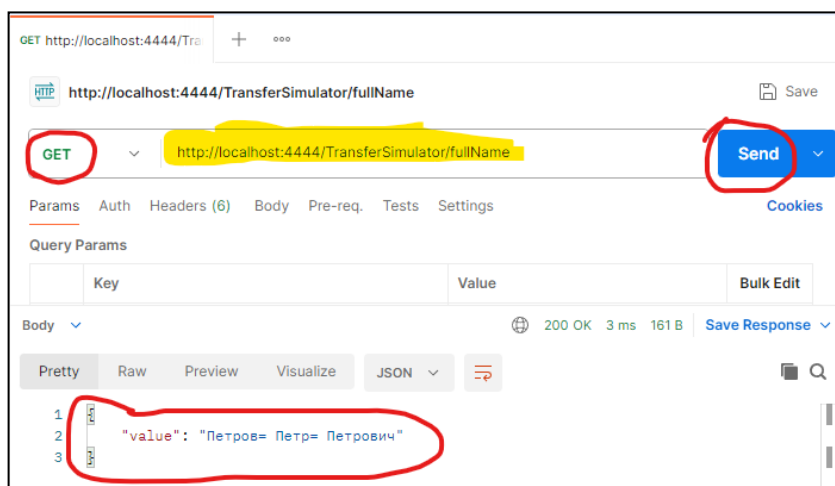 GET http://localhost:4444/Tra
HTTP http://localhost:4444/TransferSimulator/fullName Save
GET http://localhost:4444/TransferSimulator/fullName Send
Params Auth Headers (6) Body Pre-req. Tests Settings Cookies
Query Params
Key Value Bulk Edit
Body 200 OK 3 ms 161 B Save Response
Pretty Raw Preview Visualize JSON
1 {
2 "value": "Петров= Петр= Петрович"
3 }